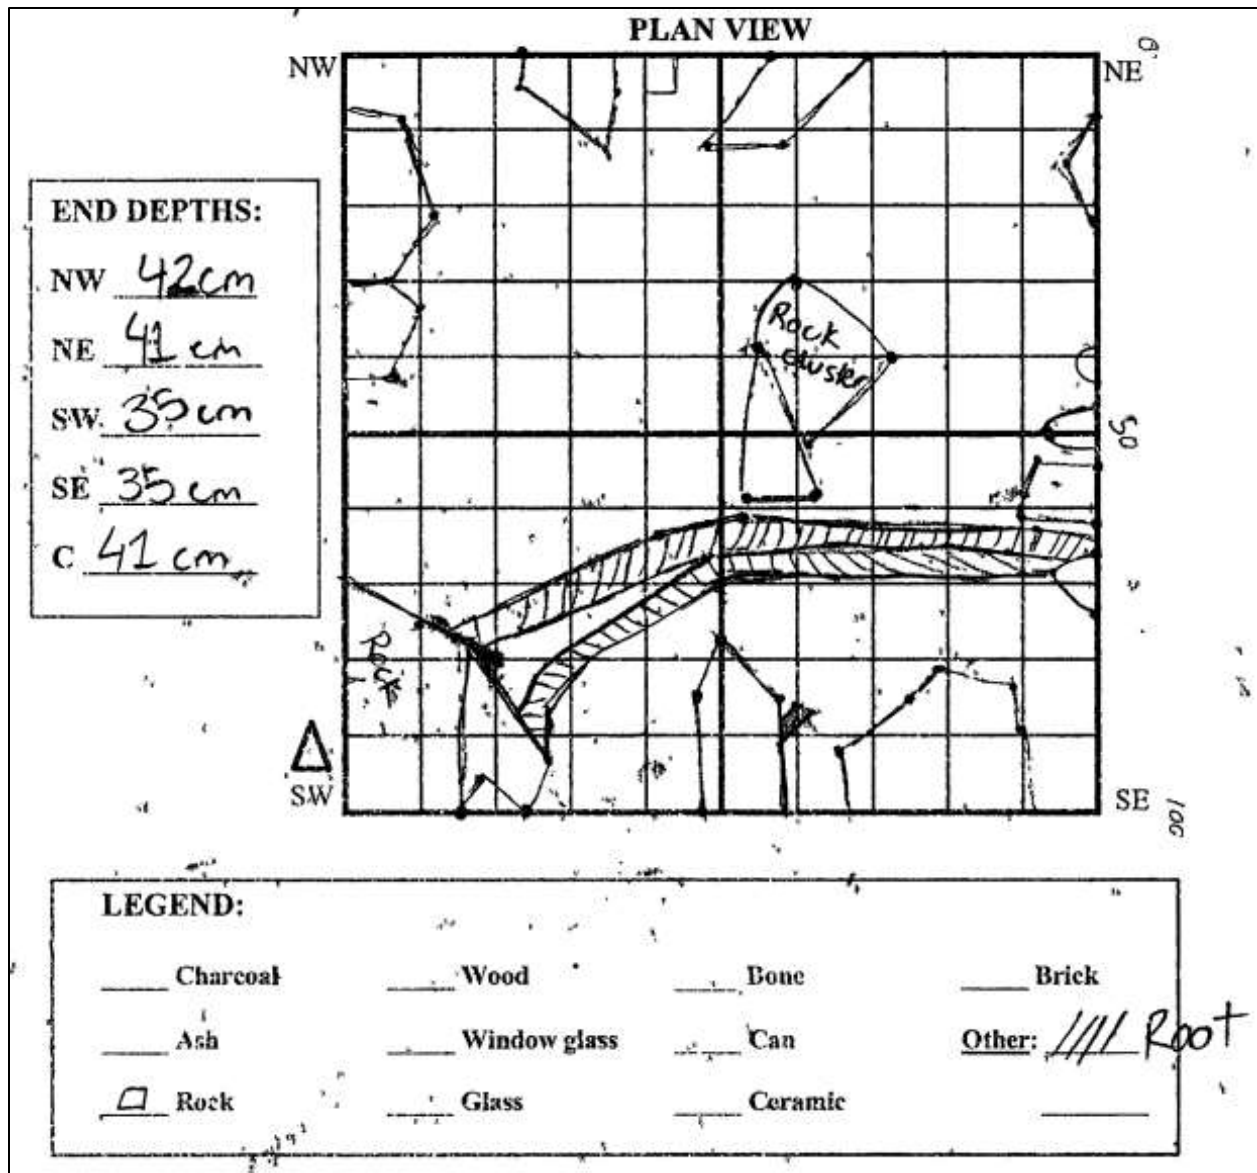 PLAN VIEW
NW
NE
0
END DEPTHS:
NW 42cm
NE 41 cm
SW. 35 cm
SE 35 cm
C 41 cm
Rock
cluster
50
Rock
SW
SE
100
LEGEND:
Charcoal Wood Bone Brick
Ash Window glass Can Other: //// Root
Rock Glass Ceramic